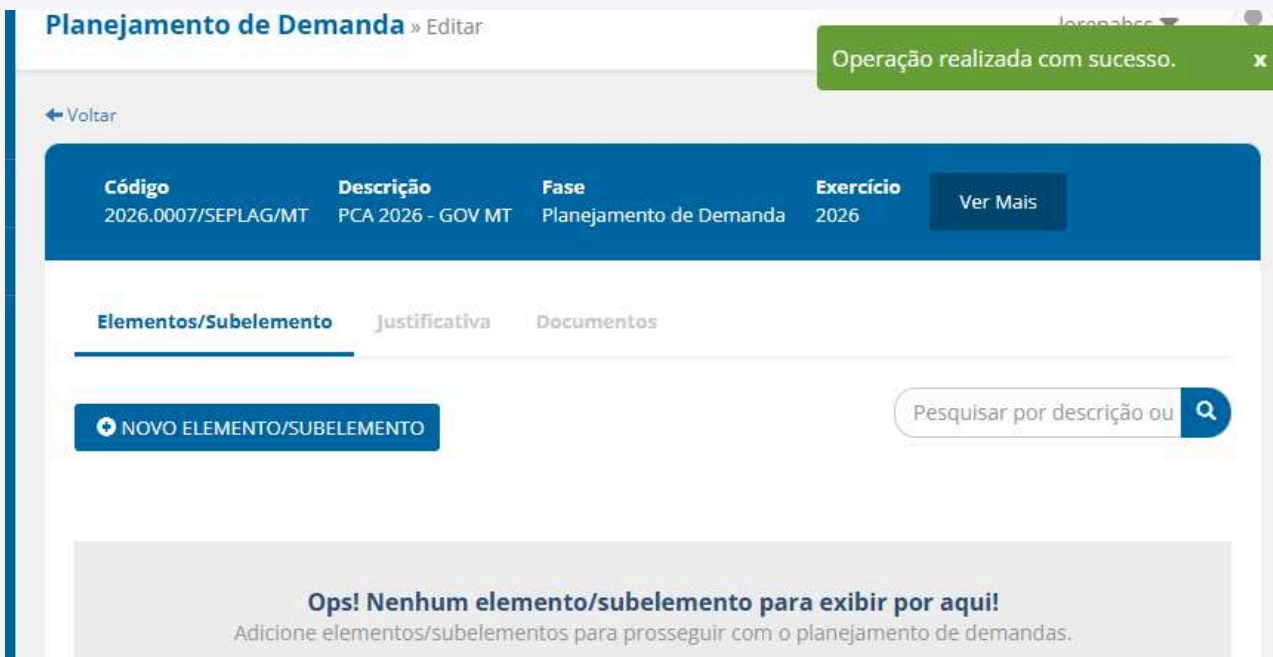 Planejamento de Demanda » Editar
Operação realizada com sucesso. x
Voltar
Código Descrição Fase Exercício
2026.0007/SEPLAG/MT PCA 2026 - GOV MT Planejamento de Demanda 2026 Ver Mais
Elementos/Subelemento Justificativa Documentos
NOVO ELEMENTO/SUBELEMENTO Pesquisar por descrição ou
Ops! Nenhum elemento/subelemento para exibir por aqui!
Adicione elementos/subelementos para prosseguir com o planejamento de demandas.